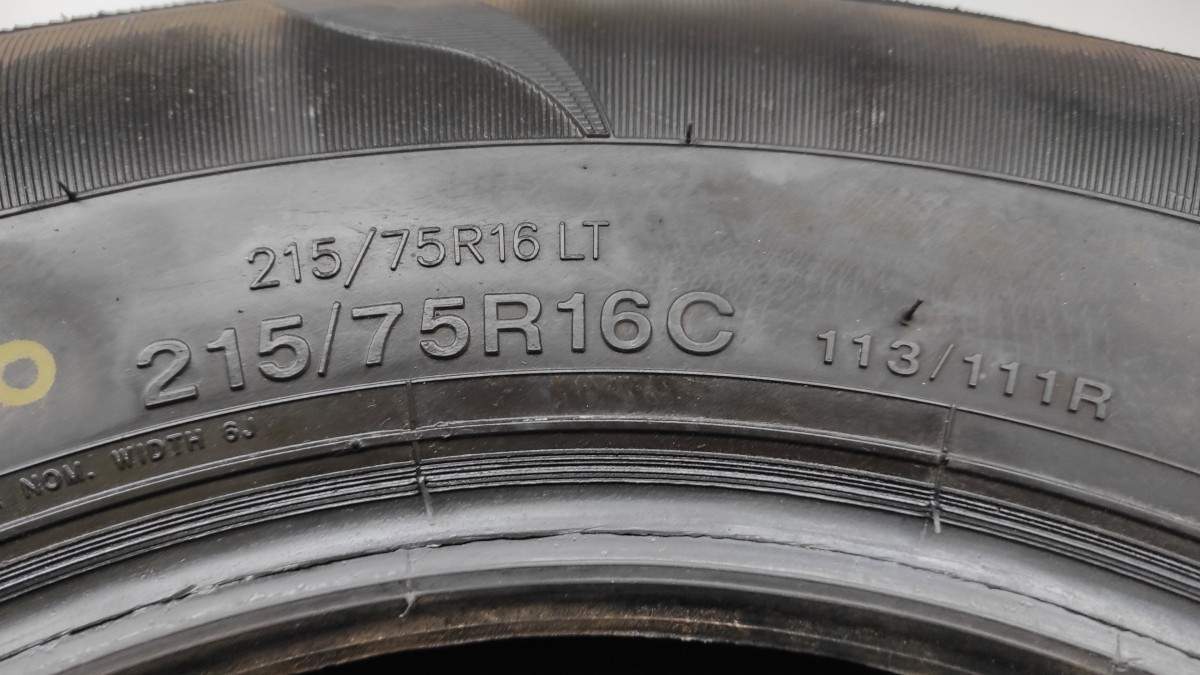 215/75R16 LT
215/75R16C
113/111R
NOM. WIDTH 6J